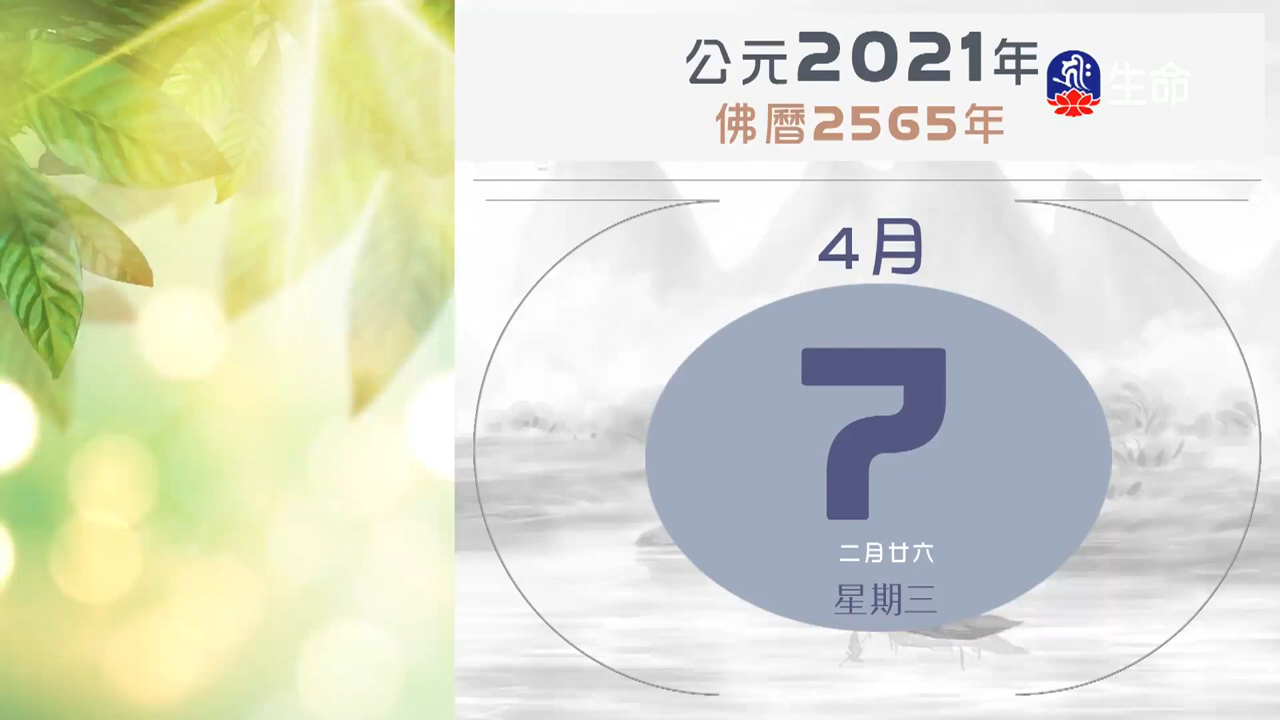 公元2021年
生命
佛曆2565年
4月
7
二月廿六
星期三